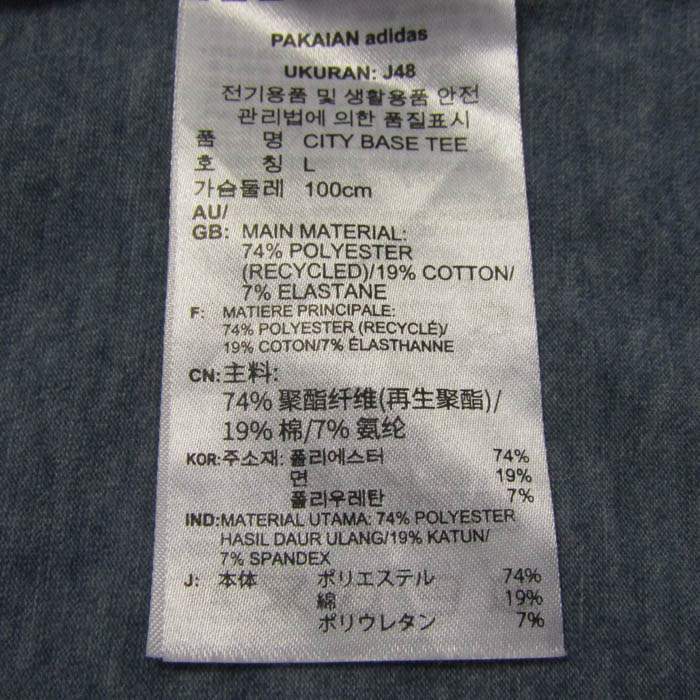 PAKAIAN adidas
UKURAN: J48
전기용품 및 생활용품 안전
관리법에 의한 품질표시
품 명 CITY BASE TEE
호 칭 L
가슴둘레 100cm
AU/
GB: MAIN MATERIAL:
74% POLYESTER
(RECYCLED)/19% COTTON/
7% ELASTANE
F: MATIERE PRINCIPALE:
74% POLYESTER (RECYCLÉ)/
19% COTON/7% ÉLASTHANNE
CN:主料:
74% 聚酯纤维(再生聚酯)/
19% 棉/7% 氨纶
KOR:주소재: 폴리에스터 74%
면 19%
폴리우레탄 7%
IND:MATERIAL UTAMA: 74% POLYESTER
HASIL DAUR ULANG/19% KATUN/
7% SPANDEX
J: 本体 ポリエステル 74%
綿 19%
ポリウレタン 7%